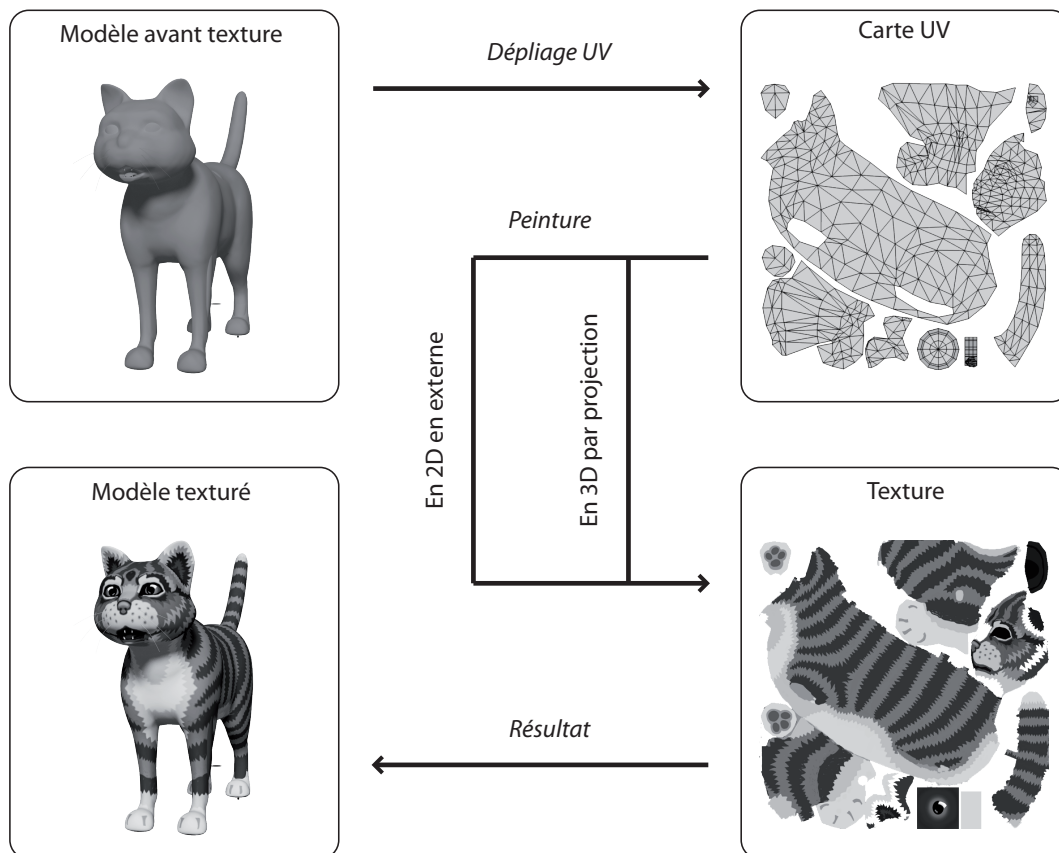 Modèle avant texture
Dépliage UV
Carte UV
Peinture
En 2D en externe
En 3D par projection
Modèle texturé
Texture
Résultat